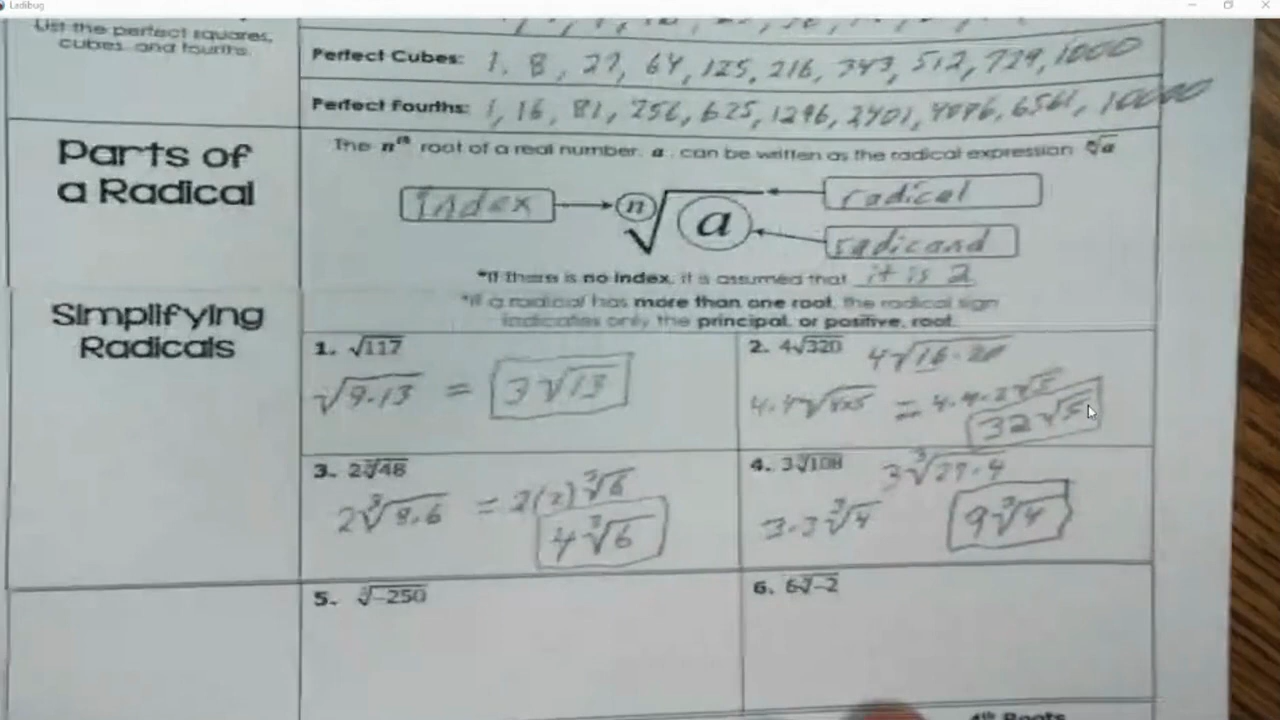 Ladibug
List the perfect squares,
cubes, and fourths.
Perfect Cubes: 1, 8, 27, 64, 125, 216, 343, 512, 729, 1000
Perfect Fourths: 1, 16, 81, 256, 625, 1296, 2401, 4096, 6561, 10000
Parts of
a Radical
The nth root of a real number, a, can be written as the radical expression ⁿ√a
index
n
√
a
radical
radicand
*If there is no index, it is assumed that it is 2
*If a radical has more than one root, the radical sign
indicates only the principal, or positive, root.
Simplifying
Radicals
1. √117
√9·13 = 3√13
2. 4√320 4√16·20
4·4√4×5 = 4·4·2√5
32√5
3. 2∛48
2∛8·6 = 2(2)∛6
4∛6
4. 3∛108 3∛27·4
3·3∛4 9∛4
5. ∛-250
6. 6∛-2
4th Roots